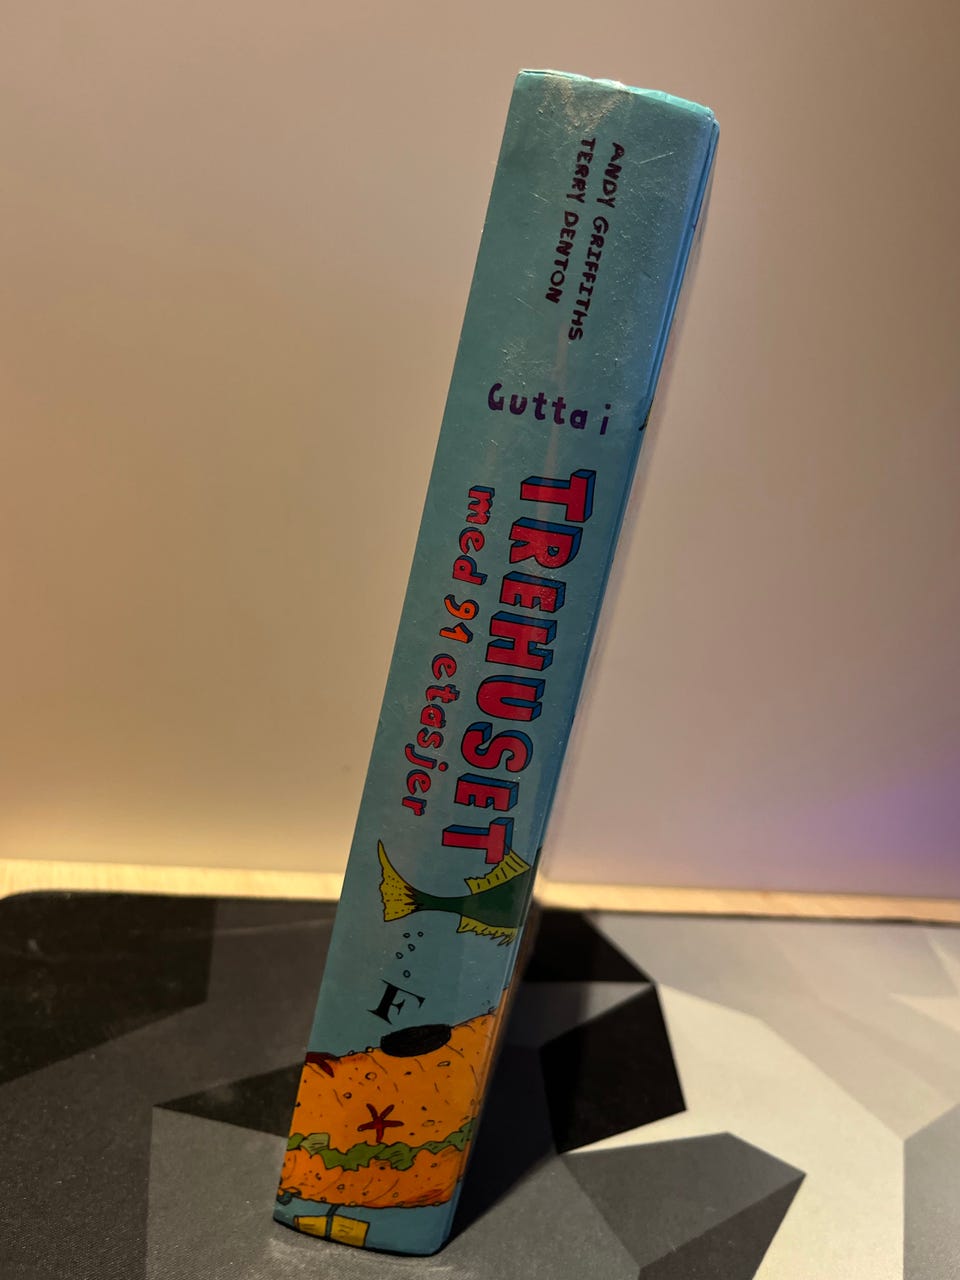 ANDY GRIFFITHS
TERRY DENTON
Gutta i
TREHUSET
med 91 etasjer
F